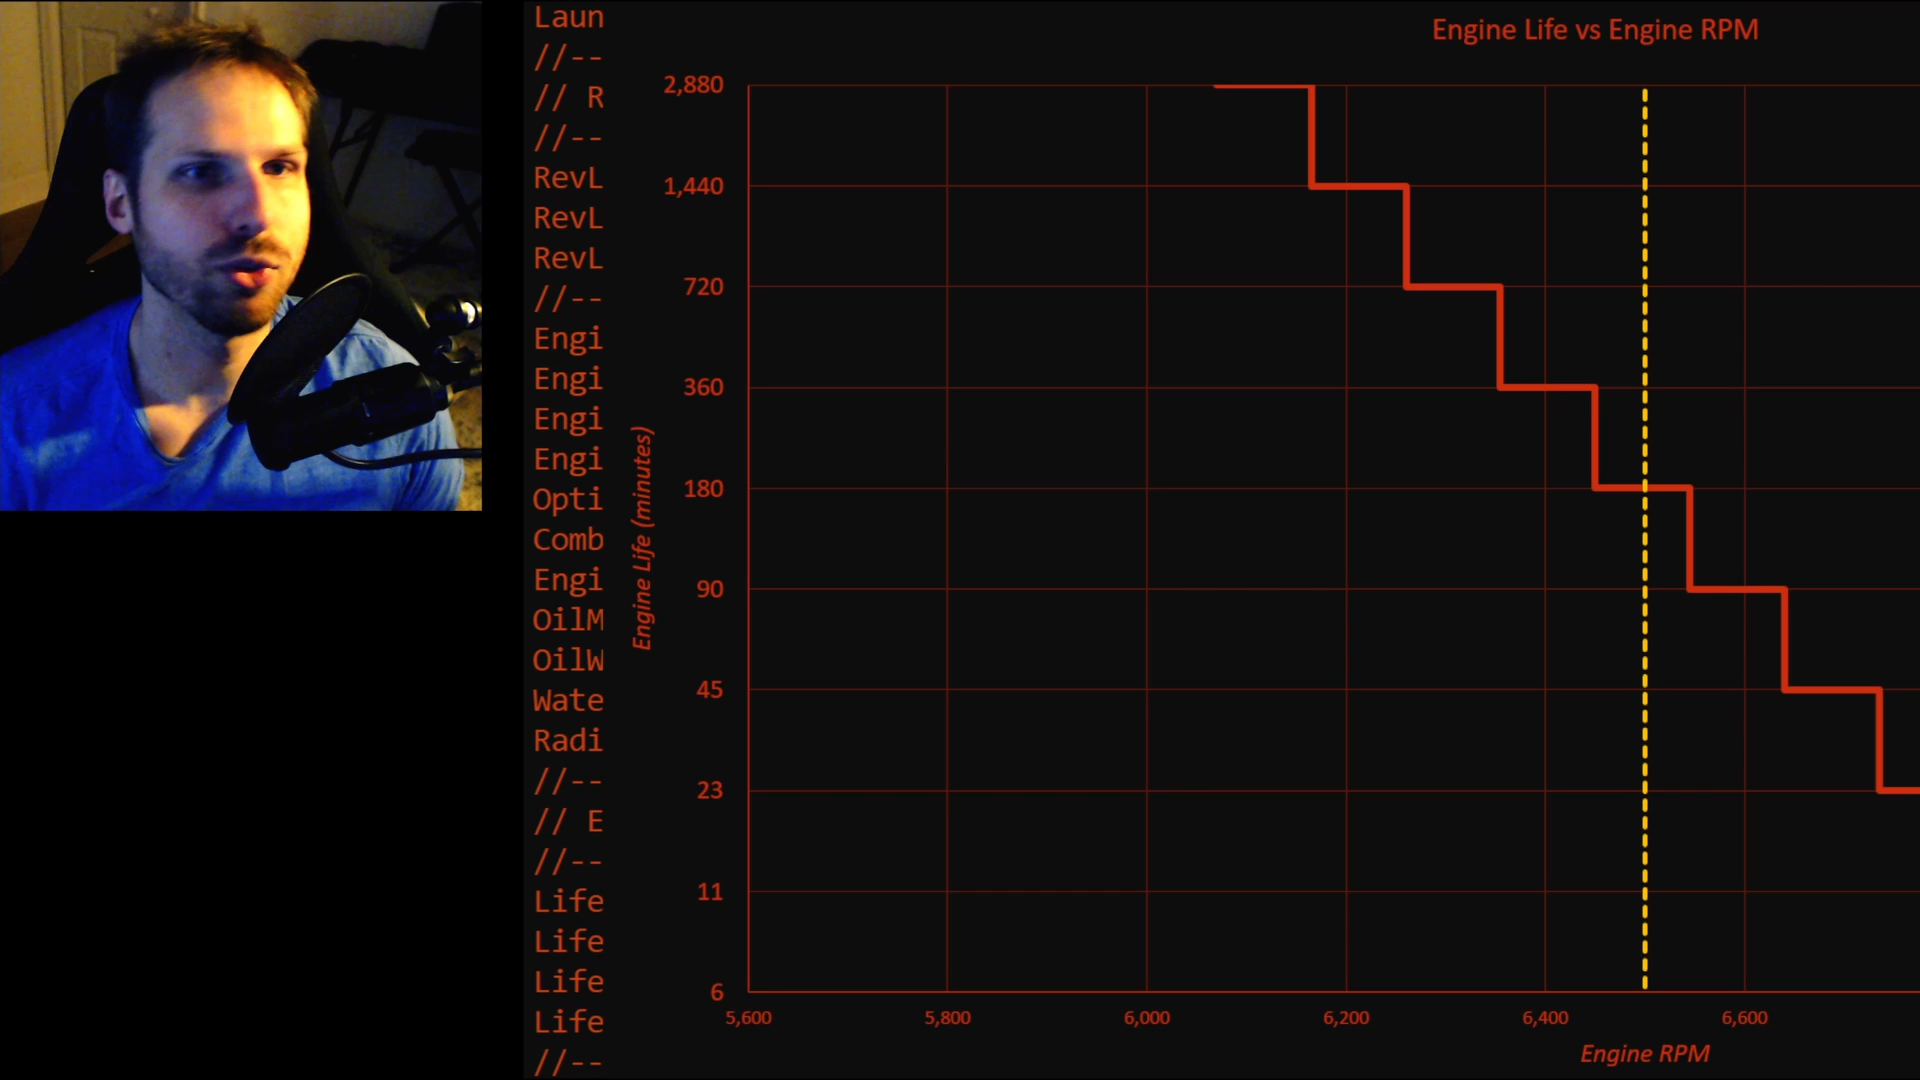 Laun
//--
// R
//--
RevL
RevL
RevL
//--
Engi
Engi
Engi
Engi
Opti
Comb
Engi
OilM
OilW
Wate
Radi
//--
// E
//--
Life
Life
Life
Life
//--
Engine Life vs Engine RPM
Engine Life (minutes)
2,880
1,440
720
360
180
90
45
23
11
6
5,600 5,800 6,000 6,200 6,400 6,600
Engine RPM